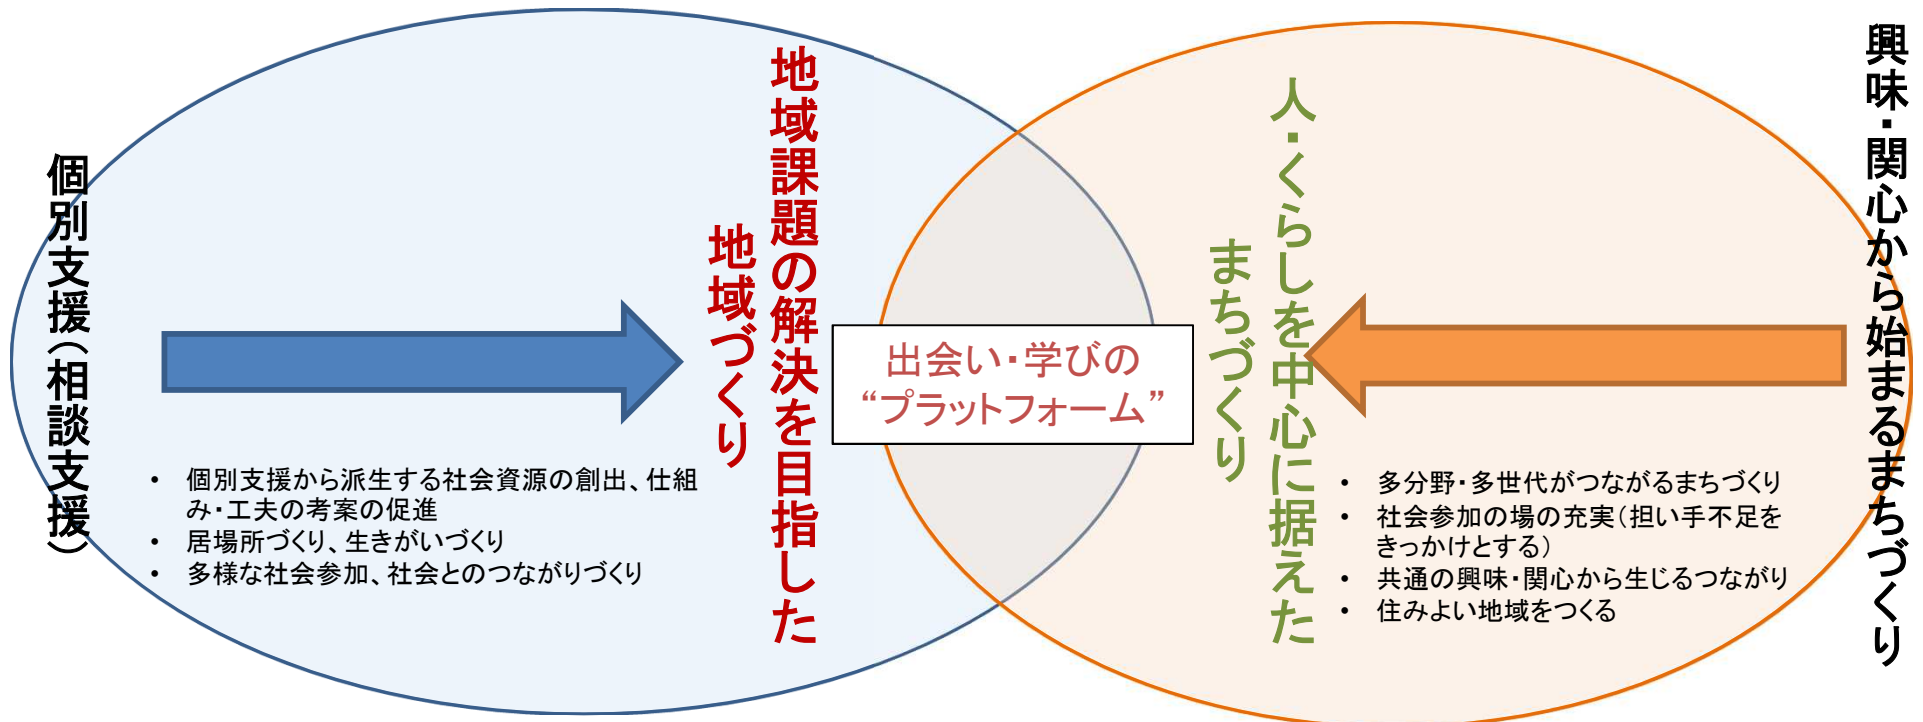 個別支援（相談支援）
地域課題の解決を目指した
地域づくり
出会い・学びの
“プラットフォーム”
人・くらしを中心に据えた
まちづくり
興味・関心から始まるまちづくり
• 個別支援から派生する社会資源の創出、仕組
み・工夫の考案の促進
• 居場所づくり、生きがいづくり
• 多様な社会参加、社会とのつながりづくり
• 多分野・多世代がつながるまちづくり
• 社会参加の場の充実（担い手不足を
きっかけとする）
• 共通の興味・関心から生じるつながり
• 住みよい地域をつくる